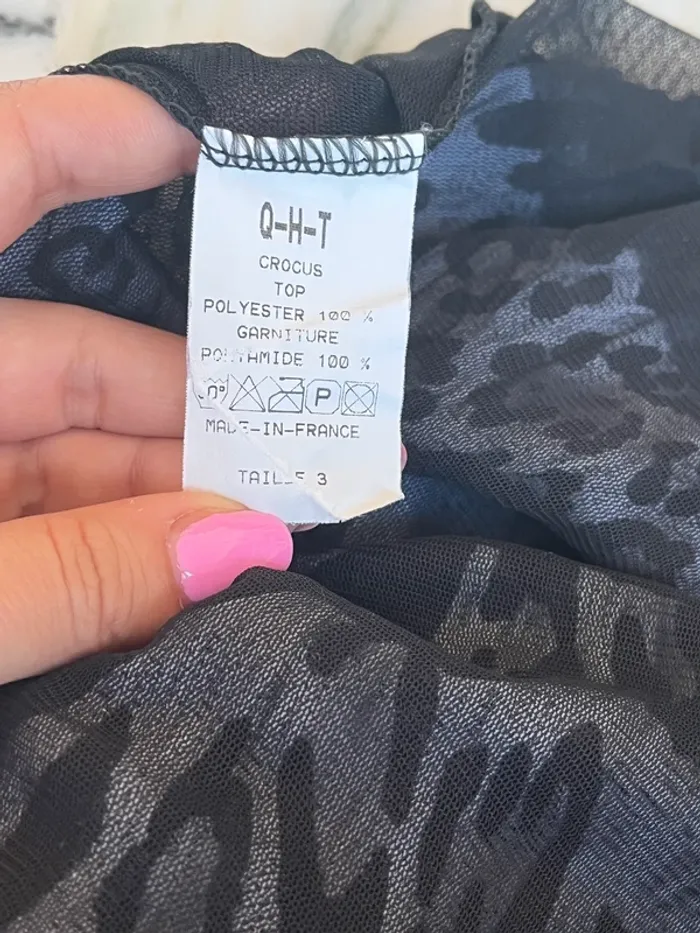 Q-H-T
CROCUS
TOP
POLYESTER 100 %
GARNITURE
POLYAMIDE 100 %
P
MADE-IN-FRANCE
TAILLE 3